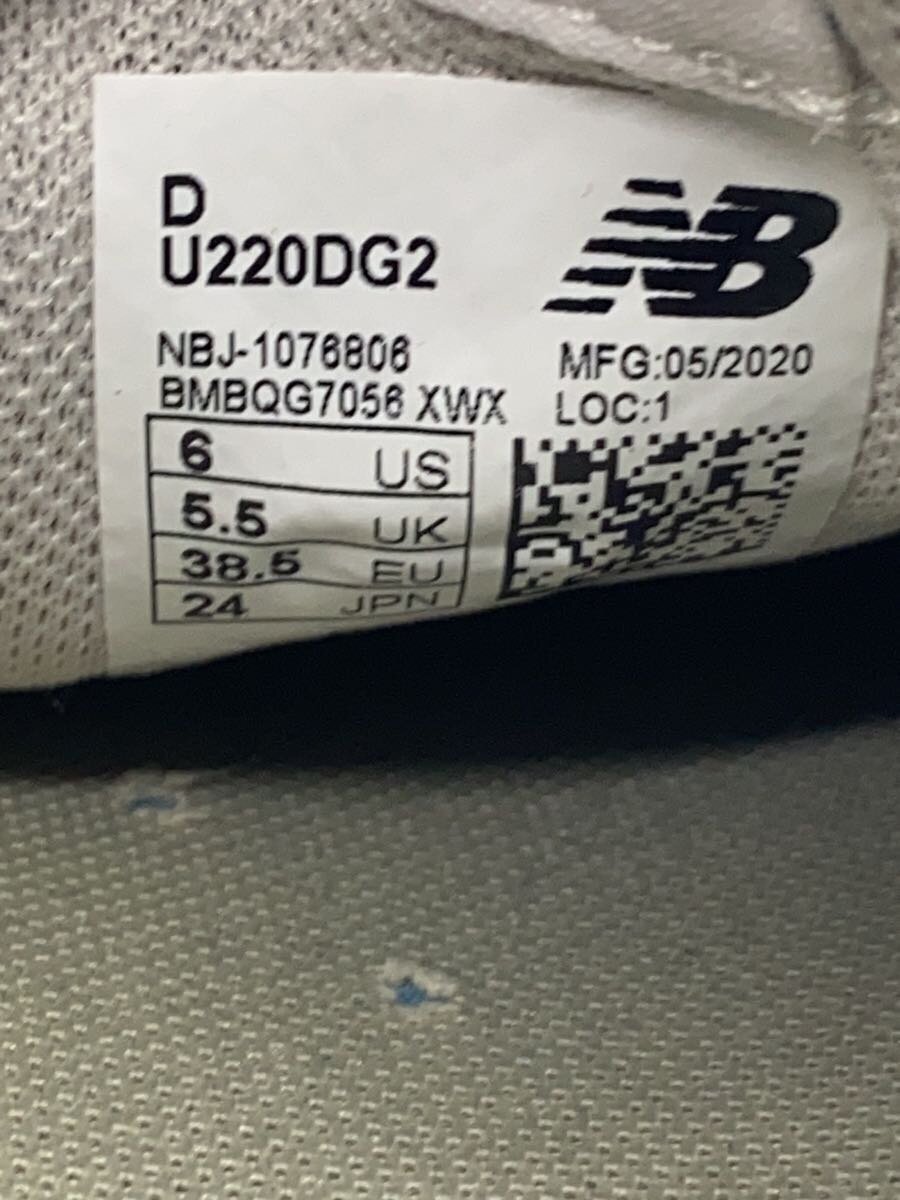 D
U220DG2
NB
NBJ-1076806
MFG:05/2020
BMBQG7056 XWX
LOC:1
6 US
5.5 UK
38.5 EU
24 JPN